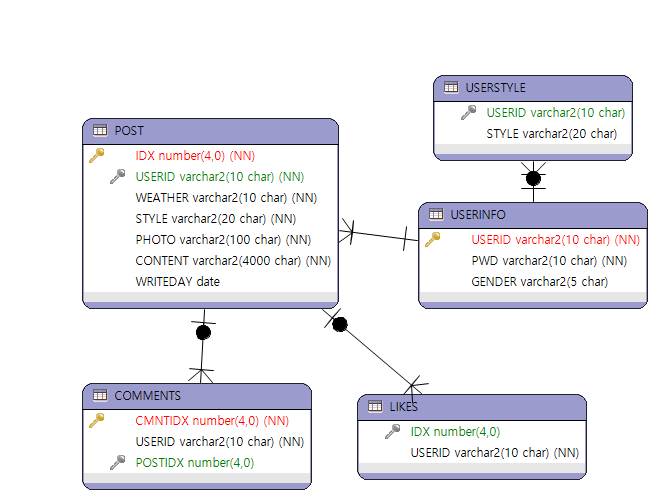 USERSTYLE
USERID varchar2(10 char)
STYLE varchar2(20 char)
POST
IDX number(4,0) (NN)
USERID varchar2(10 char) (NN)
WEATHER varchar2(10 char) (NN)
STYLE varchar2(20 char) (NN)
PHOTO varchar2(100 char) (NN)
CONTENT varchar2(4000 char) (NN)
WRITEDAY date
USERINFO
USERID varchar2(10 char) (NN)
PWD varchar2(10 char) (NN)
GENDER varchar2(5 char)
COMMENTS
CMNTIDX number(4,0) (NN)
USERID varchar2(10 char) (NN)
POSTIDX number(4,0)
LIKES
IDX number(4,0)
USERID varchar2(10 char) (NN)